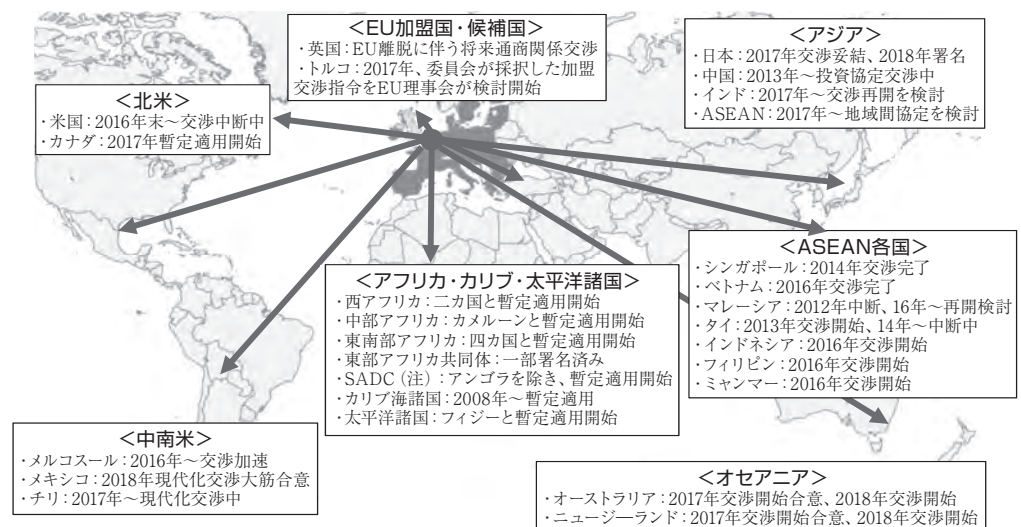 ＜EU加盟国・候補国＞
・英国：EU離脱に伴う将来通商関係交渉
・トルコ：2017年、委員会が採択した加盟
交渉指令をEU理事会が検討開始
＜アジア＞
・日本：2017年交渉妥結、2018年署名
・中国：2013年～投資協定交渉中
・インド：2017年～交渉再開を検討
・ASEAN：2017年～地域間協定を検討
＜北米＞
・米国：2016年末～交渉中断中
・カナダ：2017年暫定適用開始
＜ASEAN各国＞
・シンガポール：2014年交渉完了
・ベトナム：2016年交渉完了
・マレーシア：2012年中断、16年～再開検討
・タイ：2013年交渉開始、14年～中断中
・インドネシア：2016年交渉開始
・フィリピン：2016年交渉開始
・ミャンマー：2016年交渉開始
＜アフリカ・カリブ・太平洋諸国＞
・西アフリカ：二カ国と暫定適用開始
・中部アフリカ：カメルーンと暫定適用開始
・東南部アフリカ：四カ国と暫定適用開始
・東部アフリカ共同体：一部署名済み
・SADC（注）：アンゴラを除き、暫定適用開始
・カリブ海諸国：2008年～暫定適用
・太平洋諸国：フィジーと暫定適用開始
＜中南米＞
・メルコスール：2016年～交渉加速
・メキシコ：2018年現代化交渉大筋合意
・チリ：2017年～現代化交渉中
＜オセアニア＞
・オーストラリア：2017年交渉開始合意、2018年交渉開始
・ニュージーランド：2017年交渉開始合意、2018年交渉開始